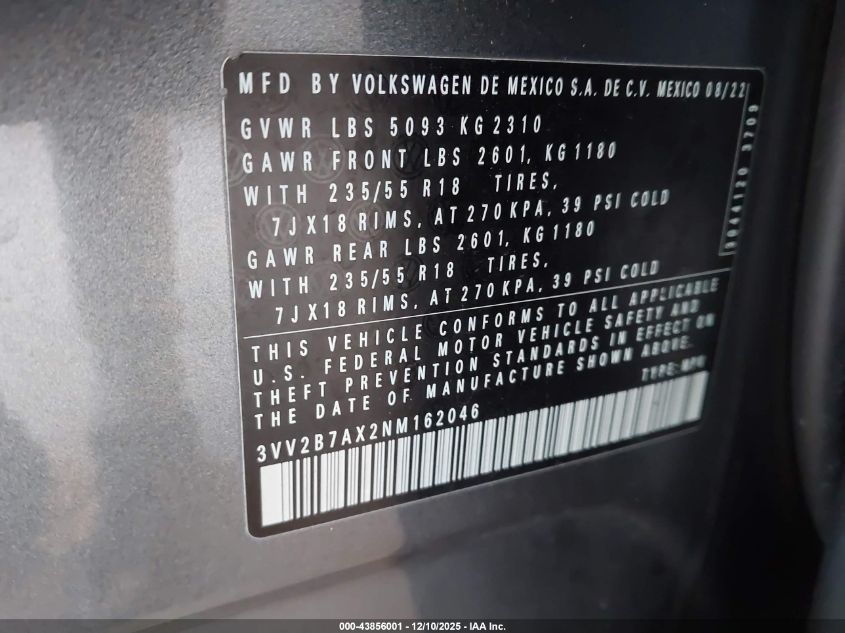 MFD BY VOLKSWAGEN DE MEXICO S.A. DE C.V. MEXICO 08/22
GVWR LBS 5093 KG 2310
GAWR FRONT LBS 2601, KG 1180
WITH 235/55 R18 TIRES,
7JX18 RIMS, AT 270 KPA, 39 PSI COLD
GAWR REAR LBS 2601, KG 1180
WITH 235/55 R18 TIRES,
7JX18 RIMS, AT 270 KPA, 39 PSI COLD
THIS VEHICLE CONFORMS TO ALL APPLICABLE
U.S. FEDERAL MOTOR VEHICLE SAFETY AND
THEFT PREVENTION STANDARDS IN EFFECT ON
THE DATE OF MANUFACTURE SHOWN ABOVE.
TYPE: MPV
3VV2B7AX2NM162046
3709
000-43856001 - 12/10/2025 - IAA Inc.